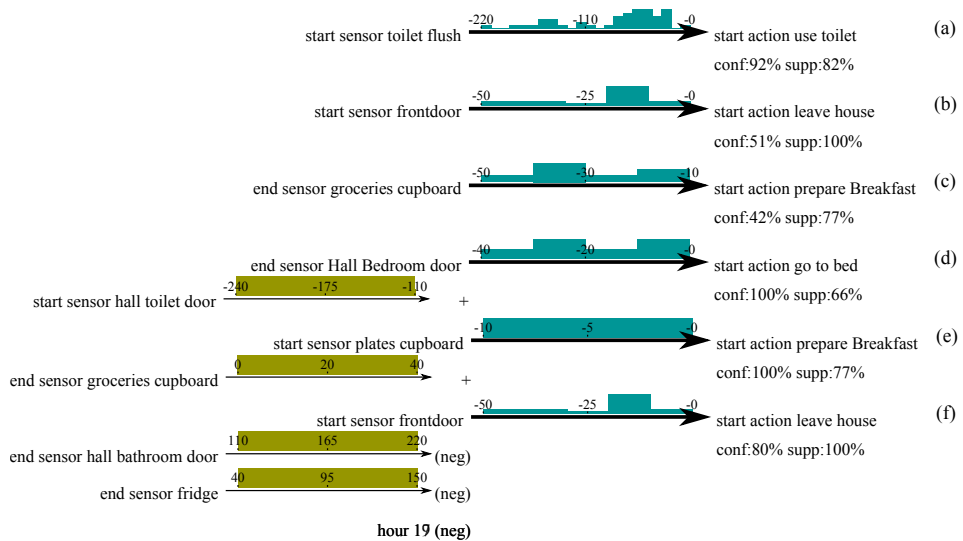 -220 -110 -0
start sensor toilet flush
start action use toilet
(a)
conf:92% supp:82%
-50 -25 -0
start sensor frontdoor
start action leave house
(b)
conf:51% supp:100%
-50 -30 -10
end sensor groceries cupboard
start action prepare Breakfast
(c)
conf:42% supp:77%
-40 -20 -0
end sensor Hall Bedroom door
start action go to bed
(d)
conf:100% supp:66%
-240 -175 -110
start sensor hall toilet door
+
-10 -5 -0
start sensor plates cupboard
start action prepare Breakfast
(e)
conf:100% supp:77%
0 20 40
end sensor groceries cupboard
+
-50 -25 -0
start sensor frontdoor
start action leave house
(f)
conf:80% supp:100%
110 165 220
end sensor hall bathroom door
(neg)
40 95 150
end sensor fridge
(neg)
hour 19 (neg)